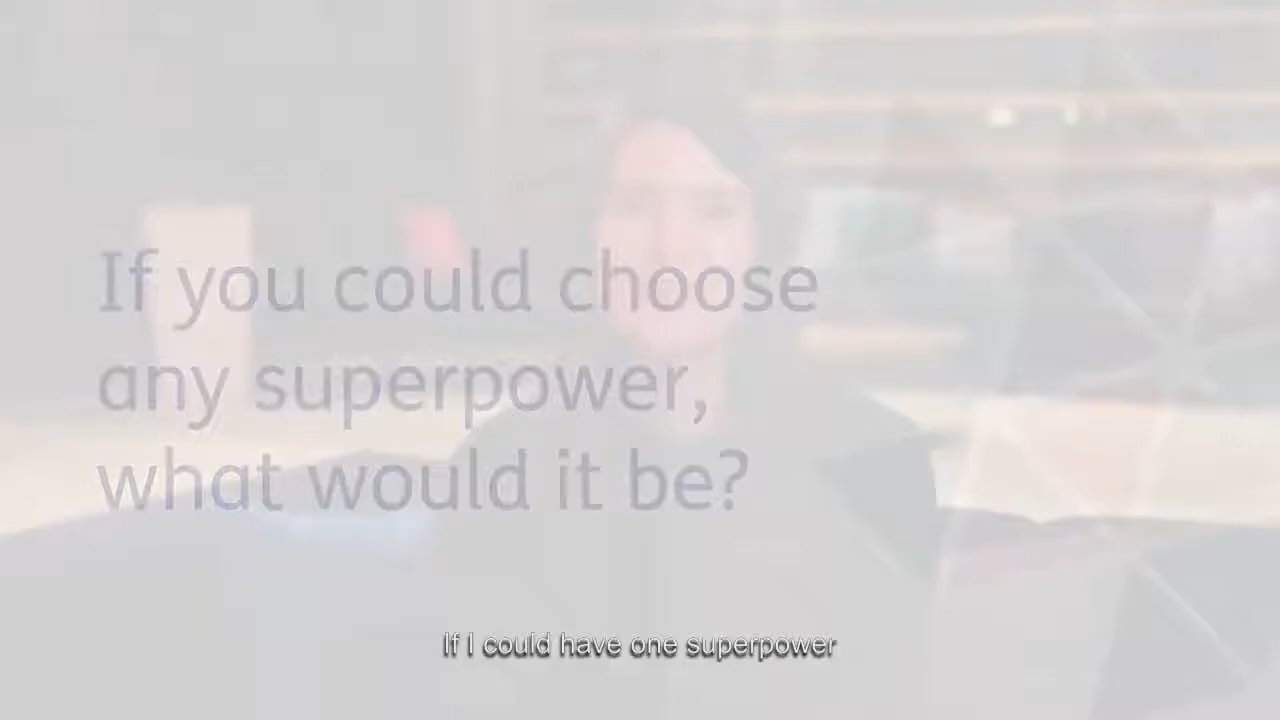 If you could choose
any superpower,
what would it be?
If I could have one superpower